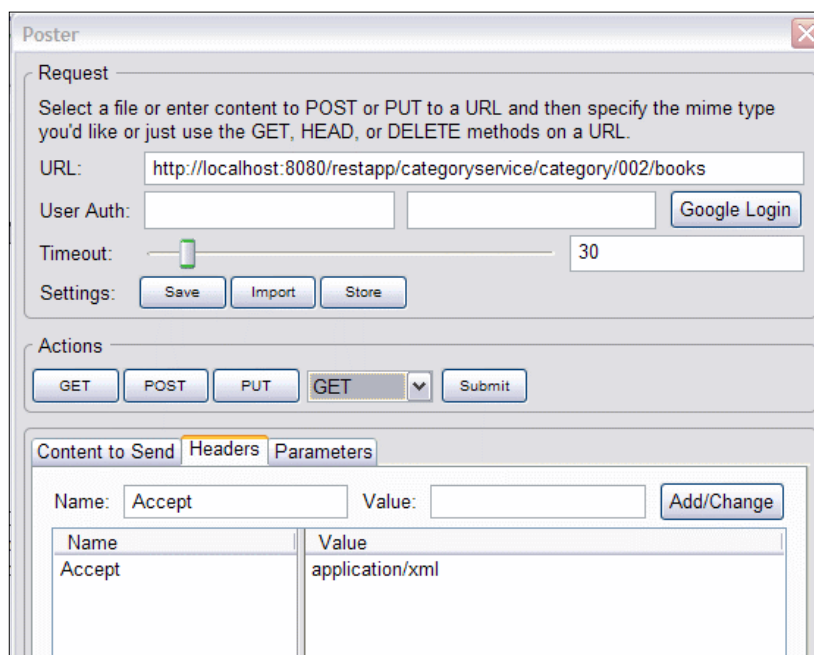 Poster
Request
Select a file or enter content to POST or PUT to a URL and then specify the mime type
you'd like or just use the GET, HEAD, or DELETE methods on a URL.
URL: http://localhost:8080/restapp/categoryservice/category/002/books
User Auth: Google Login
Timeout: 30
Settings: Save Import Store
Actions
GET POST PUT GET Submit
Content to Send Headers Parameters
Name: Accept Value: Add/Change
Name Value
Accept application/xml